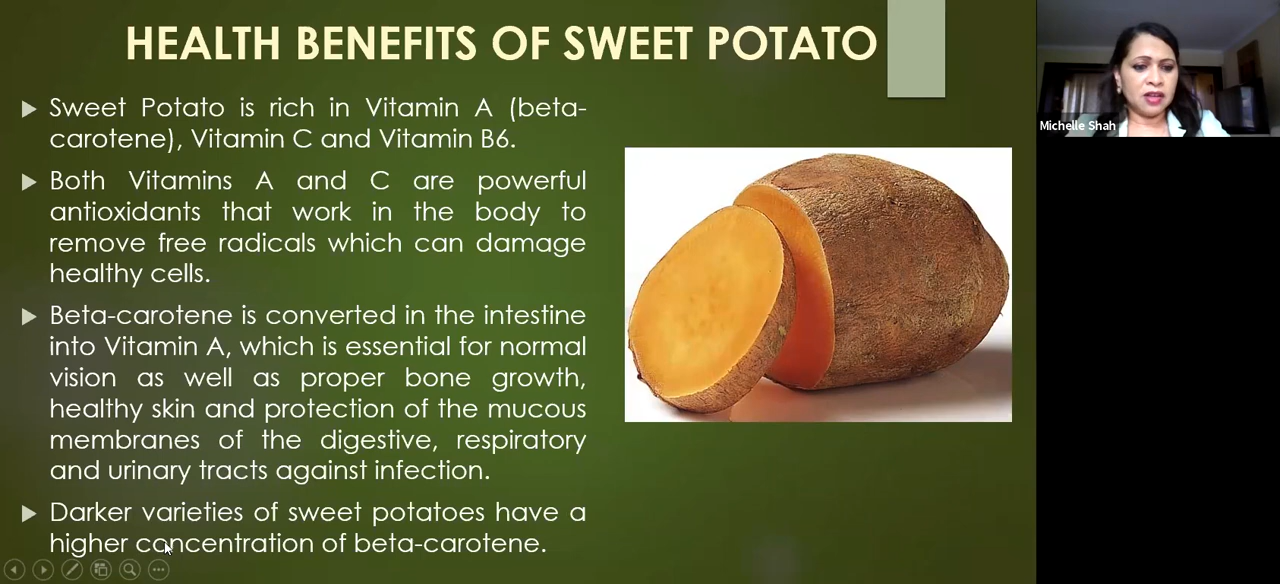 HEALTH BENEFITS OF SWEET POTATO
Sweet Potato is rich in Vitamin A (beta-
carotene), Vitamin C and Vitamin B6.
Both Vitamins A and C are powerful
antioxidants that work in the body to
remove free radicals which can damage
healthy cells.
Beta-carotene is converted in the intestine
into Vitamin A, which is essential for normal
vision as well as proper bone growth,
healthy skin and protection of the mucous
membranes of the digestive, respiratory
and urinary tracts against infection.
Darker varieties of sweet potatoes have a
higher concentration of beta-carotene.
Michelle Shah